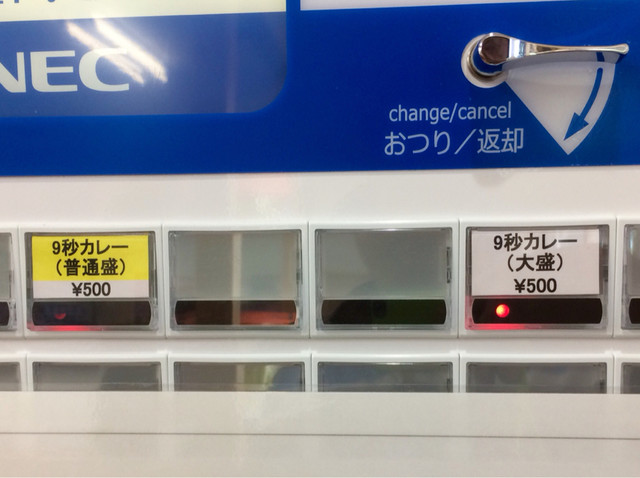 NEC
change/cancel
おつり／返却
9秒カレー
（普通盛）
¥500
9秒カレー
（大盛）
¥500